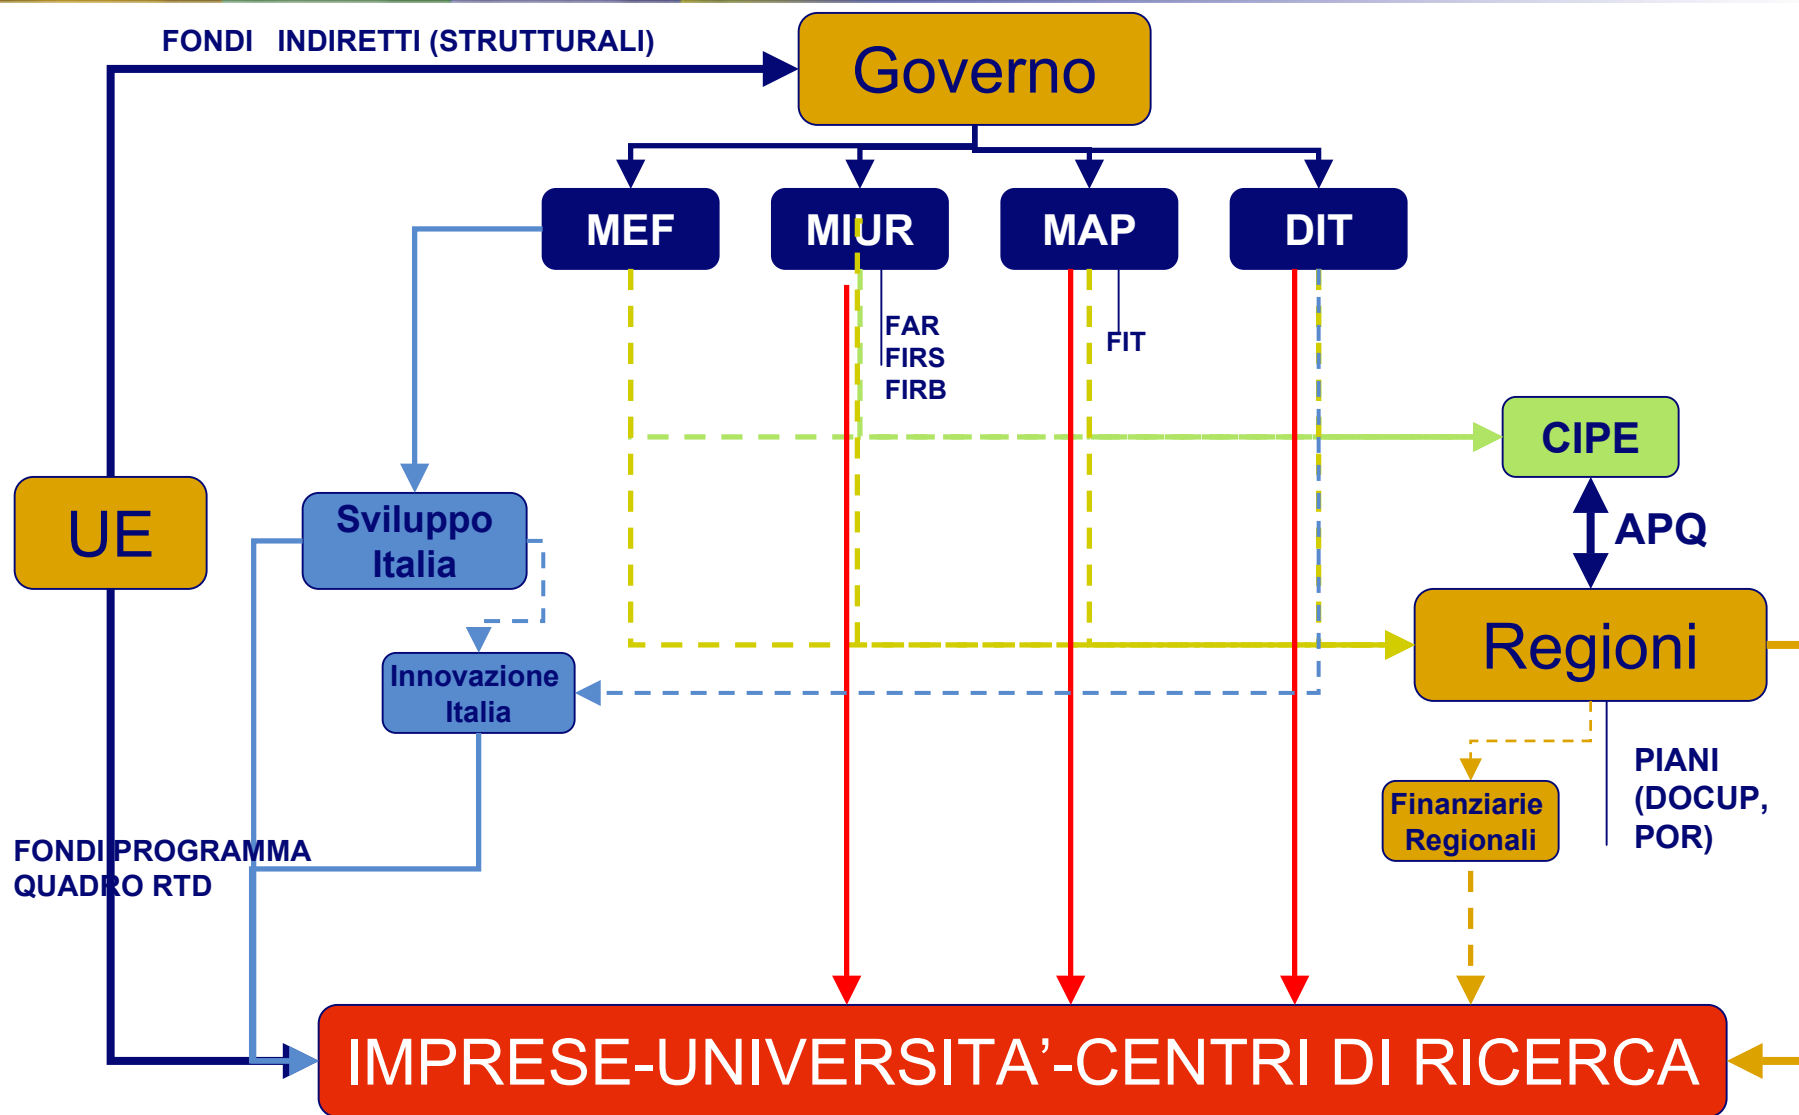 FONDI INDIRETTI (STRUTTURALI)
Governo
MEF
MIUR
MAP
DIT
FAR
FIRS
FIRB
FIT
CIPE
APQ
UE
Sviluppo
Italia
Innovazione
Italia
Regioni
PIANI
(DOCUP,
POR)
Finanziarie
Regionali
FONDI PROGRAMMA
QUADRO RTD
IMPRESE-UNIVERSITA’-CENTRI DI RICERCA